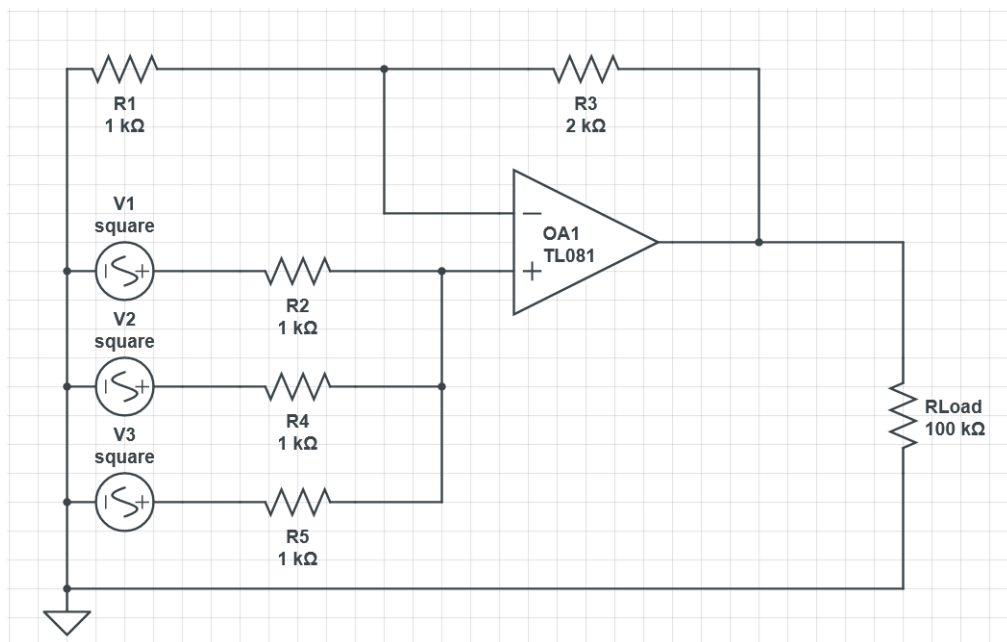 R1
1 kΩ
R3
2 kΩ
V1
square
OA1
TL081
R2
1 kΩ
V2
square
R4
1 kΩ
V3
square
R5
1 kΩ
RLoad
100 kΩ